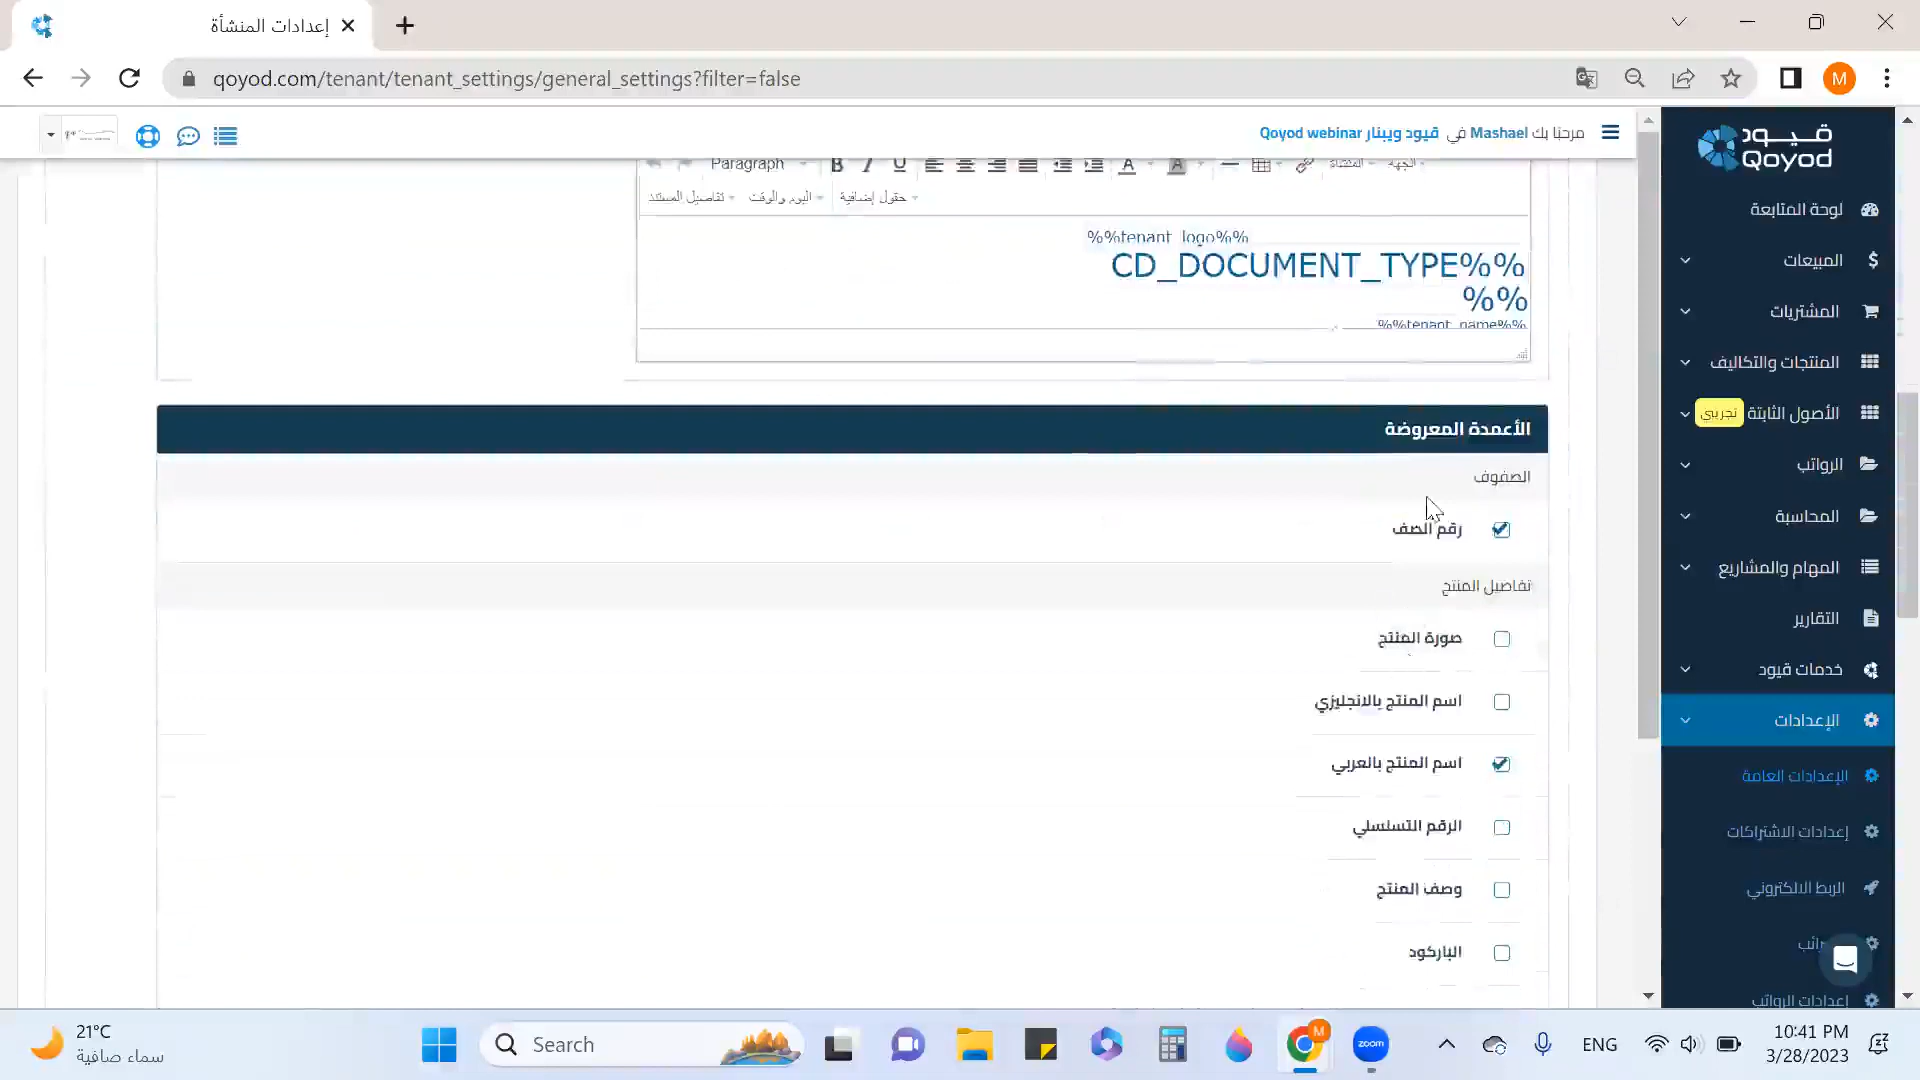 إعدادات المنشأة
qoyod.com/tenant/tenant_settings/general_settings?filter=false
M
مرحبًا بك Mashael في قيود ويبنار Qoyod webinar
قيود
Qoyod
Paragraph
B I U
A
A
المنشأة
الجهة
تفاصيل المستند
اليوم والوقت
حقول إضافية
%%tenant_logo%%
CD_DOCUMENT_TYPE%%
%%
%%tenant_name%%
الأعمدة المعروضة
الصفوف
رقم الصف
تفاصيل المنتج
صورة المنتج
اسم المنتج بالانجليزي
اسم المنتج بالعربي
الرقم التسلسلي
وصف المنتج
الباركود
لوحة المتابعة
المبيعات
المشتريات
المنتجات والتكاليف
الأصول الثابتة تجريبي
الرواتب
المحاسبة
المهام والمشاريع
التقارير
خدمات قيود
الإعدادات
الإعدادات العامة
إعدادات الاشتراكات
الربط الالكتروني
إعدادات الرواتب
21°C
سماء صافية
Search
M
zoom
ENG
10:41 PM
3/28/2023